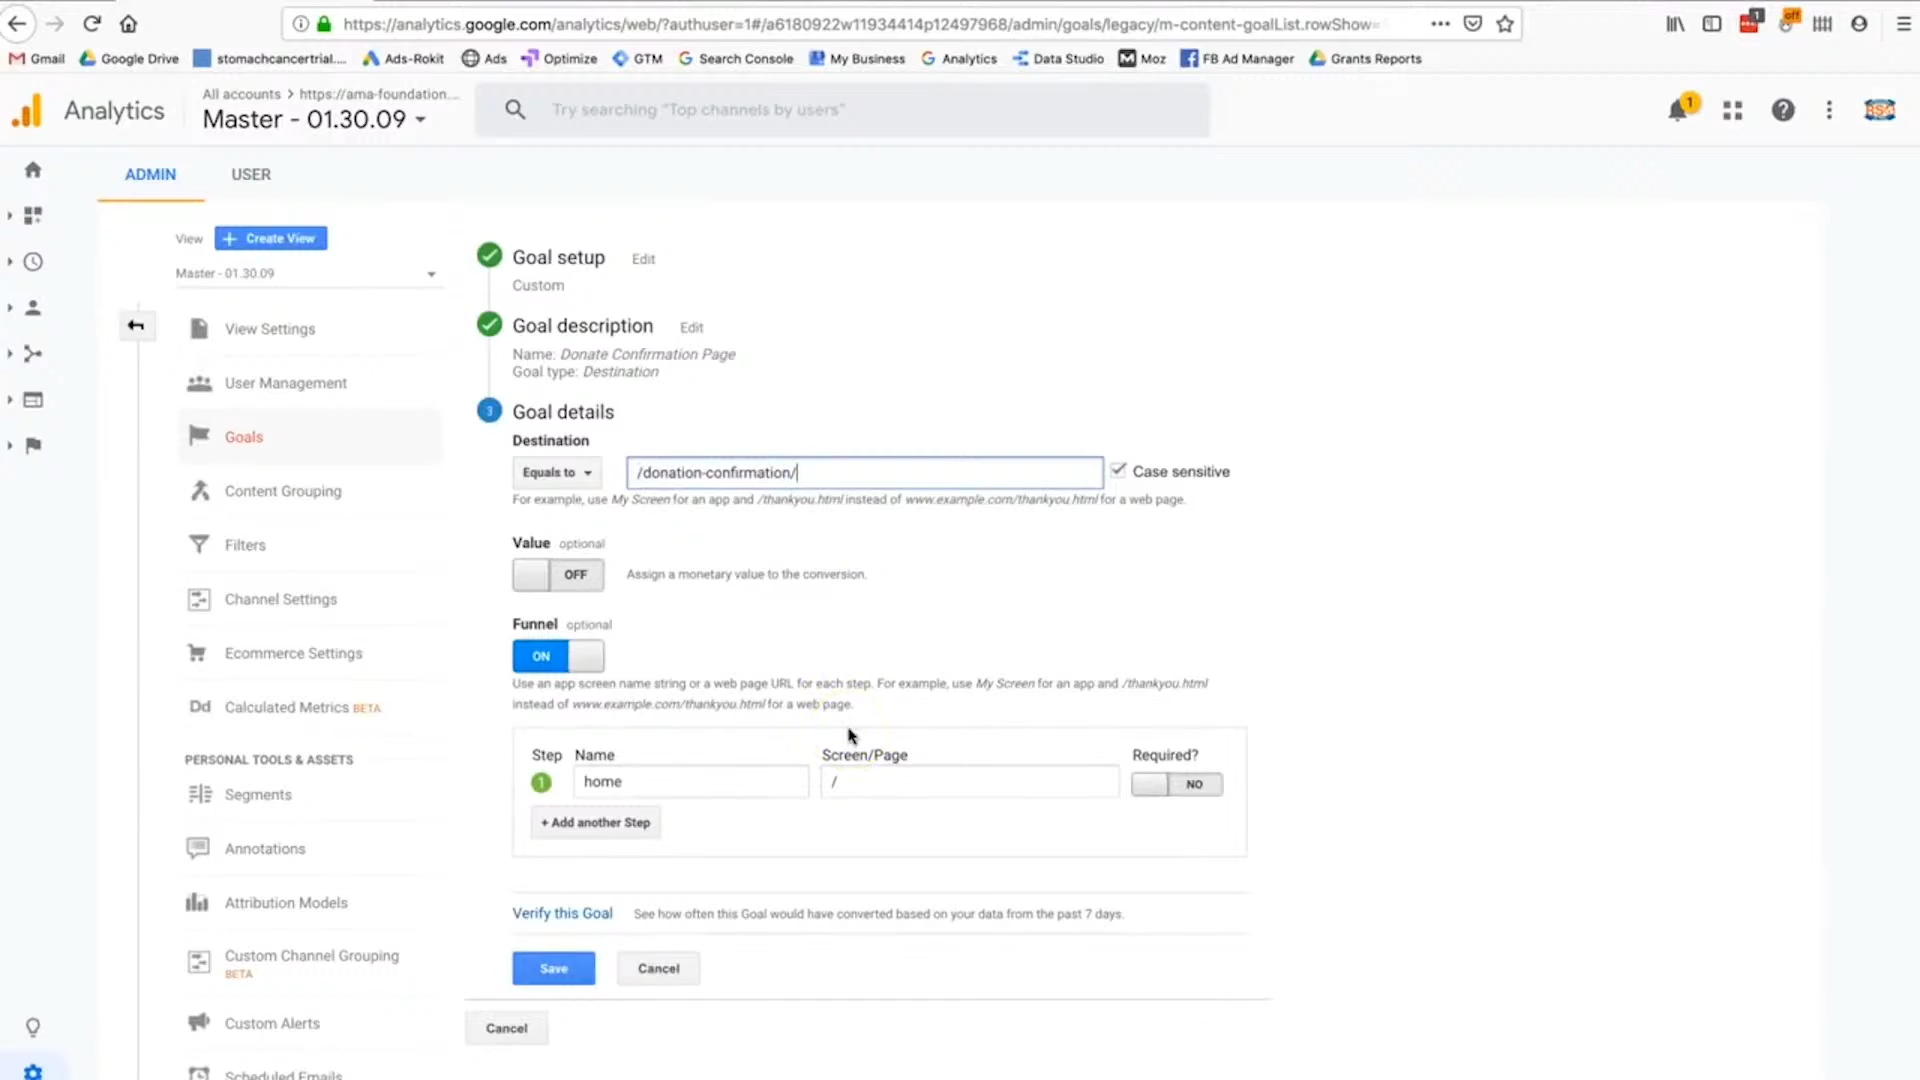 https://analytics.google.com/analytics/web/?authuser=1#/a6180922w11934414p12497968/admin/goals/legacy/m-content-goalList.rowShow=
1
off
Gmail
Google Drive
stomachcancertrial....
Ads-Rokit
Ads
Optimize
GTM
Search Console
My Business
Analytics
Data Studio
Moz
FB Ad Manager
Grants Reports
Analytics
All accounts > https://ama-foundation....
Master - 01.30.09
Try searching "Top channels by users"
1
ADMIN
USER
View
+ Create View
Master - 01.30.09
View Settings
User Management
Goals
Content Grouping
Filters
Channel Settings
Ecommerce Settings
Dd Calculated Metrics BETA
PERSONAL TOOLS & ASSETS
Segments
Annotations
Attribution Models
Custom Channel Grouping
BETA
Custom Alerts
Scheduled Emails
Goal setup Edit
Custom
Goal description Edit
Name: Donate Confirmation Page
Goal type: Destination
3 Goal details
Destination
Equals to
/donation-confirmation/
Case sensitive
For example, use My Screen for an app and /thankyou.html instead of www.example.com/thankyou.html for a web page.
Value optional
OFF
Assign a monetary value to the conversion.
Funnel optional
ON
Use an app screen name string or a web page URL for each step. For example, use My Screen for an app and /thankyou.html
instead of www.example.com/thankyou.html for a web page.
Step Name Screen/Page Required?
1 home / NO
+ Add another Step
Verify this Goal See how often this Goal would have converted based on your data from the past 7 days.
Save Cancel
Cancel